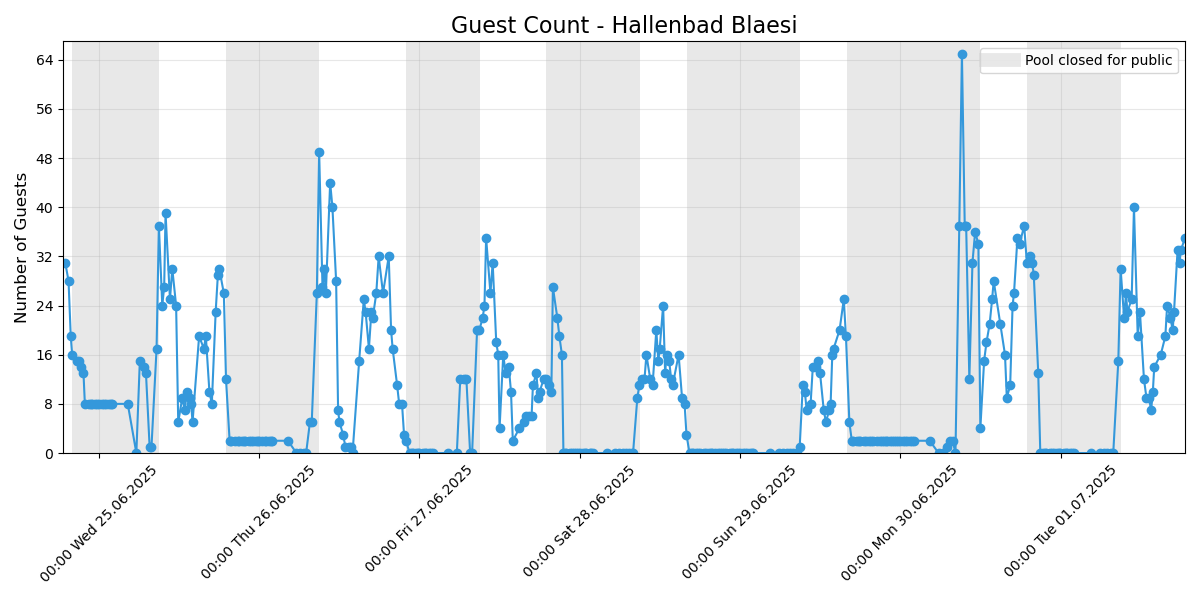 Guest Count - Hallenbad Blaesi
Pool closed for public
Number of Guests
64
56
48
40
32
24
16
8
0
00:00 Wed 25.06.2025
00:00 Thu 26.06.2025
00:00 Fri 27.06.2025
00:00 Sat 28.06.2025
00:00 Sun 29.06.2025
00:00 Mon 30.06.2025
00:00 Tue 01.07.2025